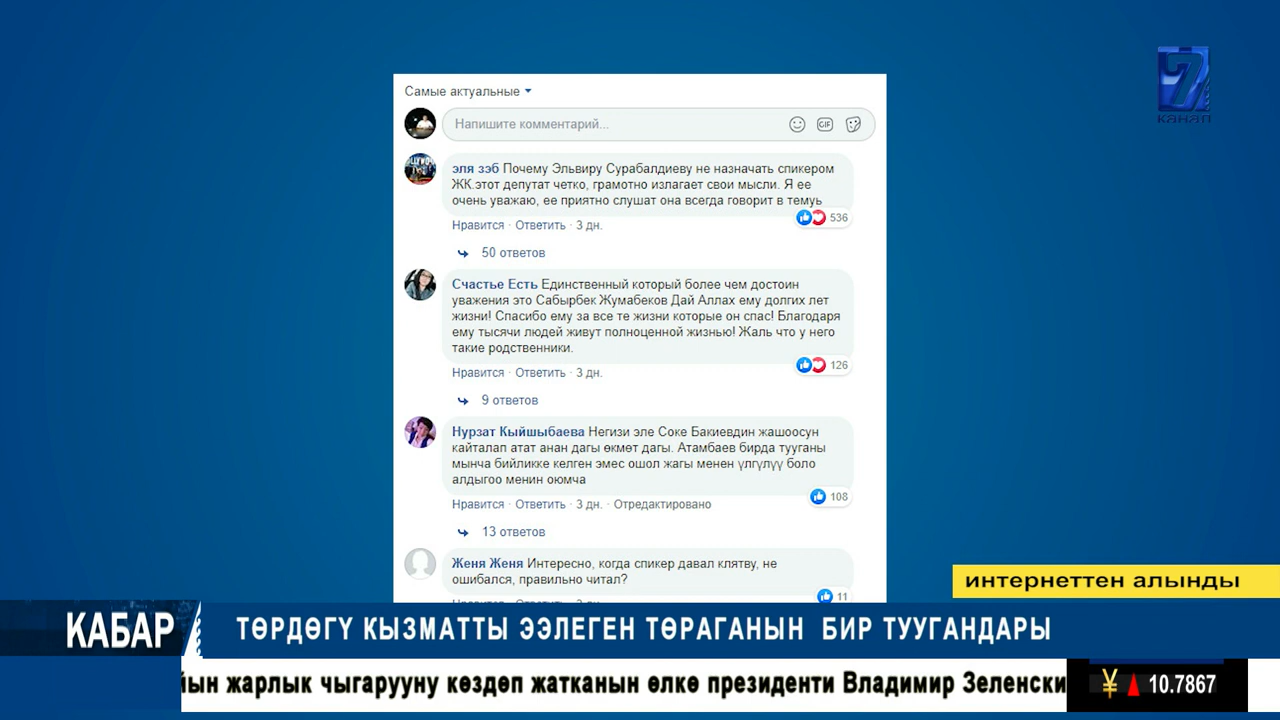 7
канал
Самые актуальные
Напишите комментарий...
GIF
эля зэб Почему Эльвиру Сурабалдиеву не назначать спикером
ЖК.этот депутат четко, грамотно излагает свои мысли. Я ее
очень уважаю, ее приятно слушат она всегда говорит в темуь
536
Нравится · Ответить · 3 дн.
50 ответов
Счастье Есть Единственный который более чем достоин
уважения это Сабырбек Жумабеков Дай Аллах ему долгих лет
жизни! Спасибо ему за все те жизни которые он спас! Благодаря
ему тысячи людей живут полноценной жизнью! Жаль что у него
такие родственники.
126
Нравится · Ответить · 3 дн.
9 ответов
Нурзат Кыйшыбаева Негизи эле Соке Бакиевдин жашоосун
кайталап атат анан дагы өкмөт дагы. Атамбаев бирда тууганы
мынча бийликке келген эмес ошол жагы менен үлгүлүү боло
алдыгоо менин оюмча
108
Нравится · Ответить · 3 дн. · Отредактировано
13 ответов
Женя Женя Интересно, когда спикер давал клятву, не
ошибался, правильно читал?
11
интернеттен алынды
КАБАР
ТӨРДӨГҮ КЫЗМАТТЫ ЭЭЛЕГЕН ТӨРАГАНЫН БИР ТУУГАНДАРЫ
йын жарлык чыгарууну көздөп жатканын өлкө президенти Владимир Зеленски
¥ ▲ 10.7867